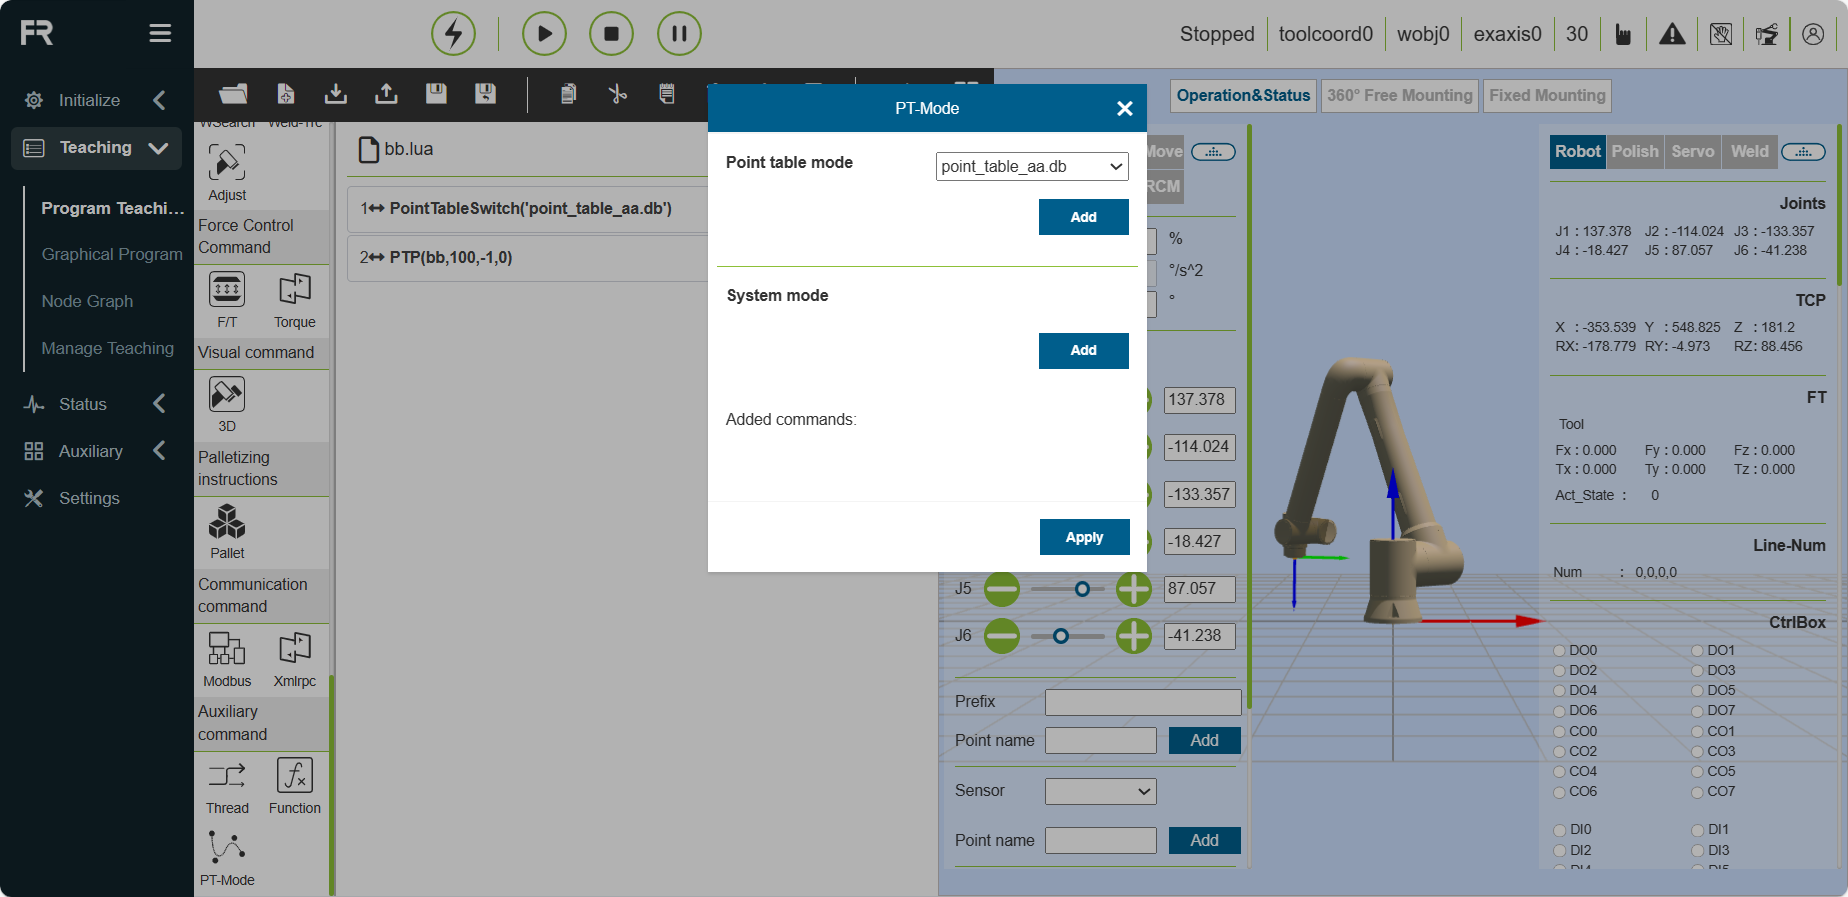 FR
Stopped
toolcoord0
wobj0
exaxis0
30
Initialize
Teaching
Program Teachi...
Graphical Program
Node Graph
Manage Teaching
Status
Auxiliary
Settings
WSearch Weld-Trc
Adjust
Force Control
Command
F/T Torque
Visual command
3D
Palletizing
instructions
Pallet
Communication
command
Modbus Xmlrpc
Auxiliary
command
Thread Function
PT-Mode
bb.lua
1 PointTableSwitch('point_table_aa.db')
2 PTP(bb,100,-1,0)
PT-Mode
Point table mode point_table_aa.db
Add
System mode
Add
Added commands:
Apply
Operation&Status 360° Free Mounting Fixed Mounting
Move
RCM
%
°/s^2
°
137.378
-114.024
-133.357
-18.427
J5 87.057
J6 -41.238
Prefix
Point name Add
Sensor
Point name Add
Robot Polish Servo Weld
Joints
J1 : 137.378 J2 : -114.024 J3 : -133.357
J4 : -18.427 J5 : 87.057 J6 : -41.238
TCP
X : -353.539 Y : 548.825 Z : 181.2
RX: -178.779 RY: -4.973 RZ: 88.456
FT
Tool
Fx : 0.000 Fy : 0.000 Fz : 0.000
Tx : 0.000 Ty : 0.000 Tz : 0.000
Act_State : 0
Line-Num
Num : 0,0,0,0
CtrlBox
DO0 DO1
DO2 DO3
DO4 DO5
DO6 DO7
CO0 CO1
CO2 CO3
CO4 CO5
CO6 CO7
DI0 DI1
DI2 DI3
DI4 DI5